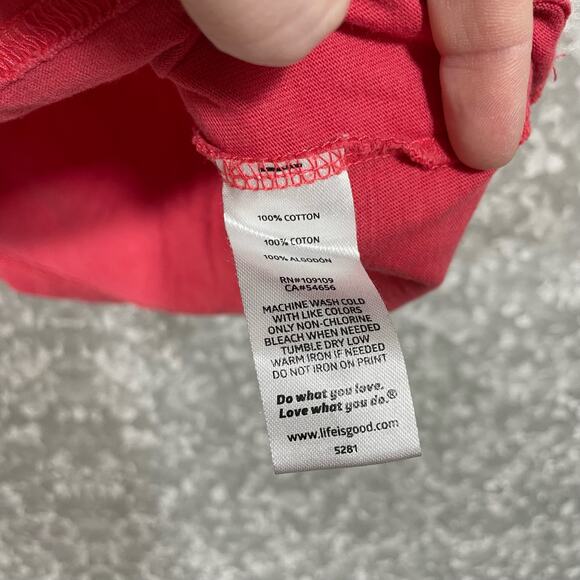 100% COTTON
100% COTON
100% ALGODÓN
RN#109109
CA#54656
MACHINE WASH COLD
WITH LIKE COLORS
ONLY NON-CHLORINE
BLEACH WHEN NEEDED
TUMBLE DRY LOW
WARM IRON IF NEEDED
DO NOT IRON ON PRINT
Do what you love.
Love what you do.®
www.lifeisgood.com
5281